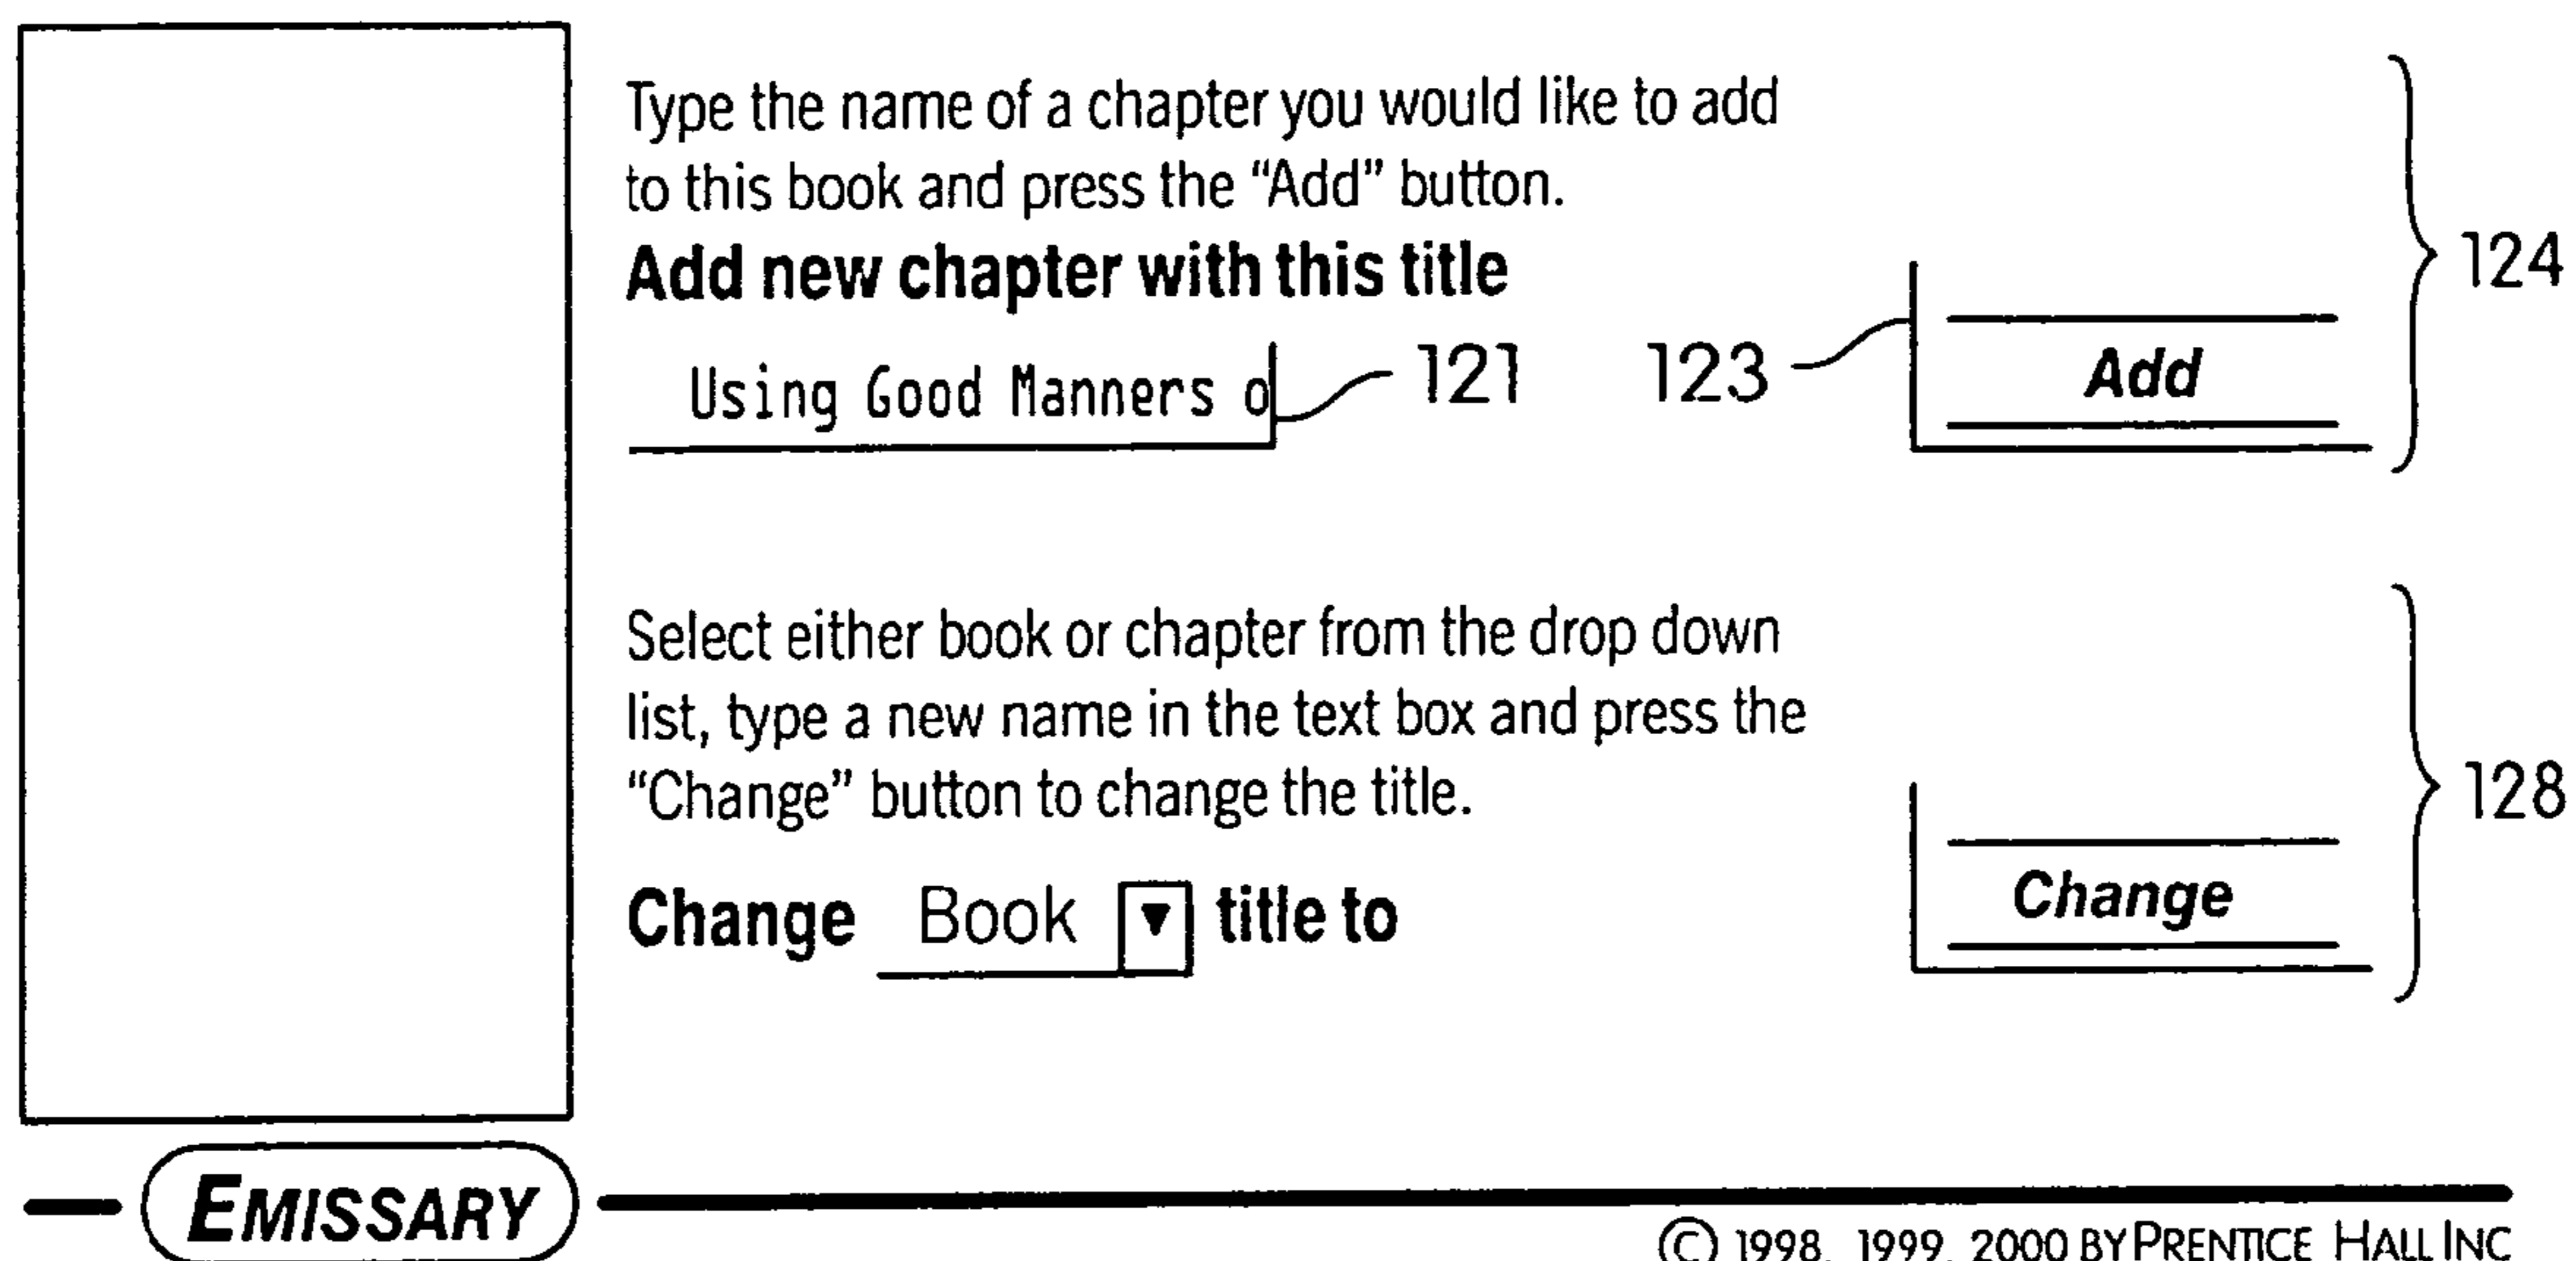 Type the name of a chapter you would like to add
to this book and press the “Add” button.
Add new chapter with this title
124
Using Good Manners o
121
123
Add
Select either book or chapter from the drop down
list, type a new name in the text box and press the
“Change” button to change the title.
128
Change Book ▼ title to
Change
EMISSARY
© 1998, 1999, 2000 BY PRENTICE HALL INC